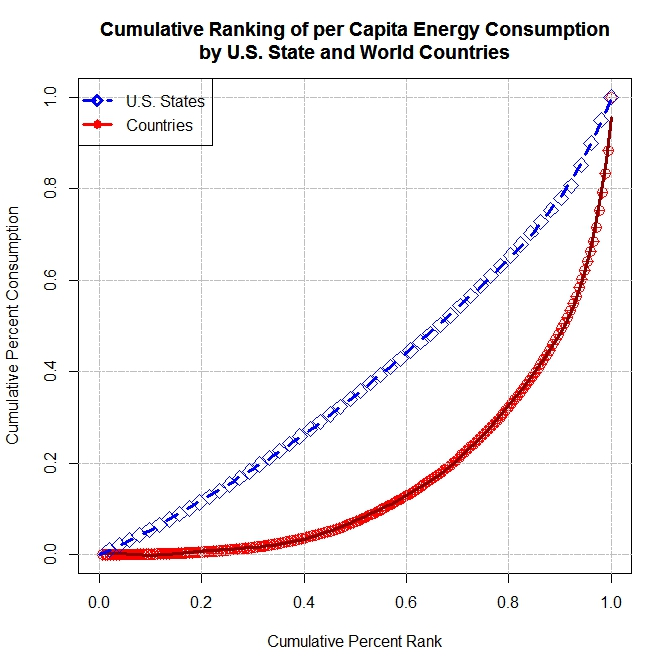 Cumulative Ranking of per Capita Energy Consumption
by U.S. State and World Countries
U.S. States
Countries
Cumulative Percent Consumption
1.0
0.8
0.6
0.4
0.2
0.0
0.0 0.2 0.4 0.6 0.8 1.0
Cumulative Percent Rank